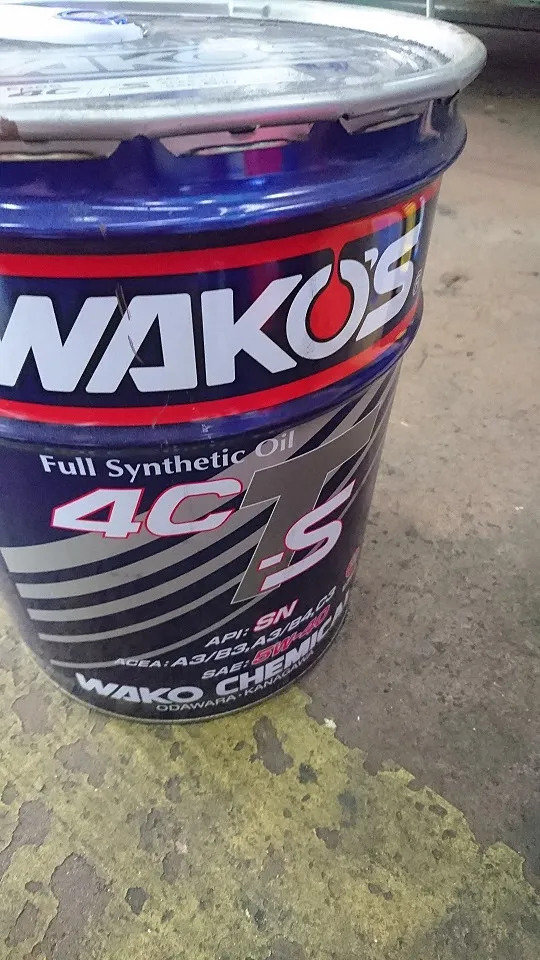 WAKO'S
Full Synthetic Oil
4CT-S
API: SN
ACEA: A3/B3, A3/B4, C3
SAE: 5W-40
WAKO CHEMICAL
ODAWARA·KANAGAWA